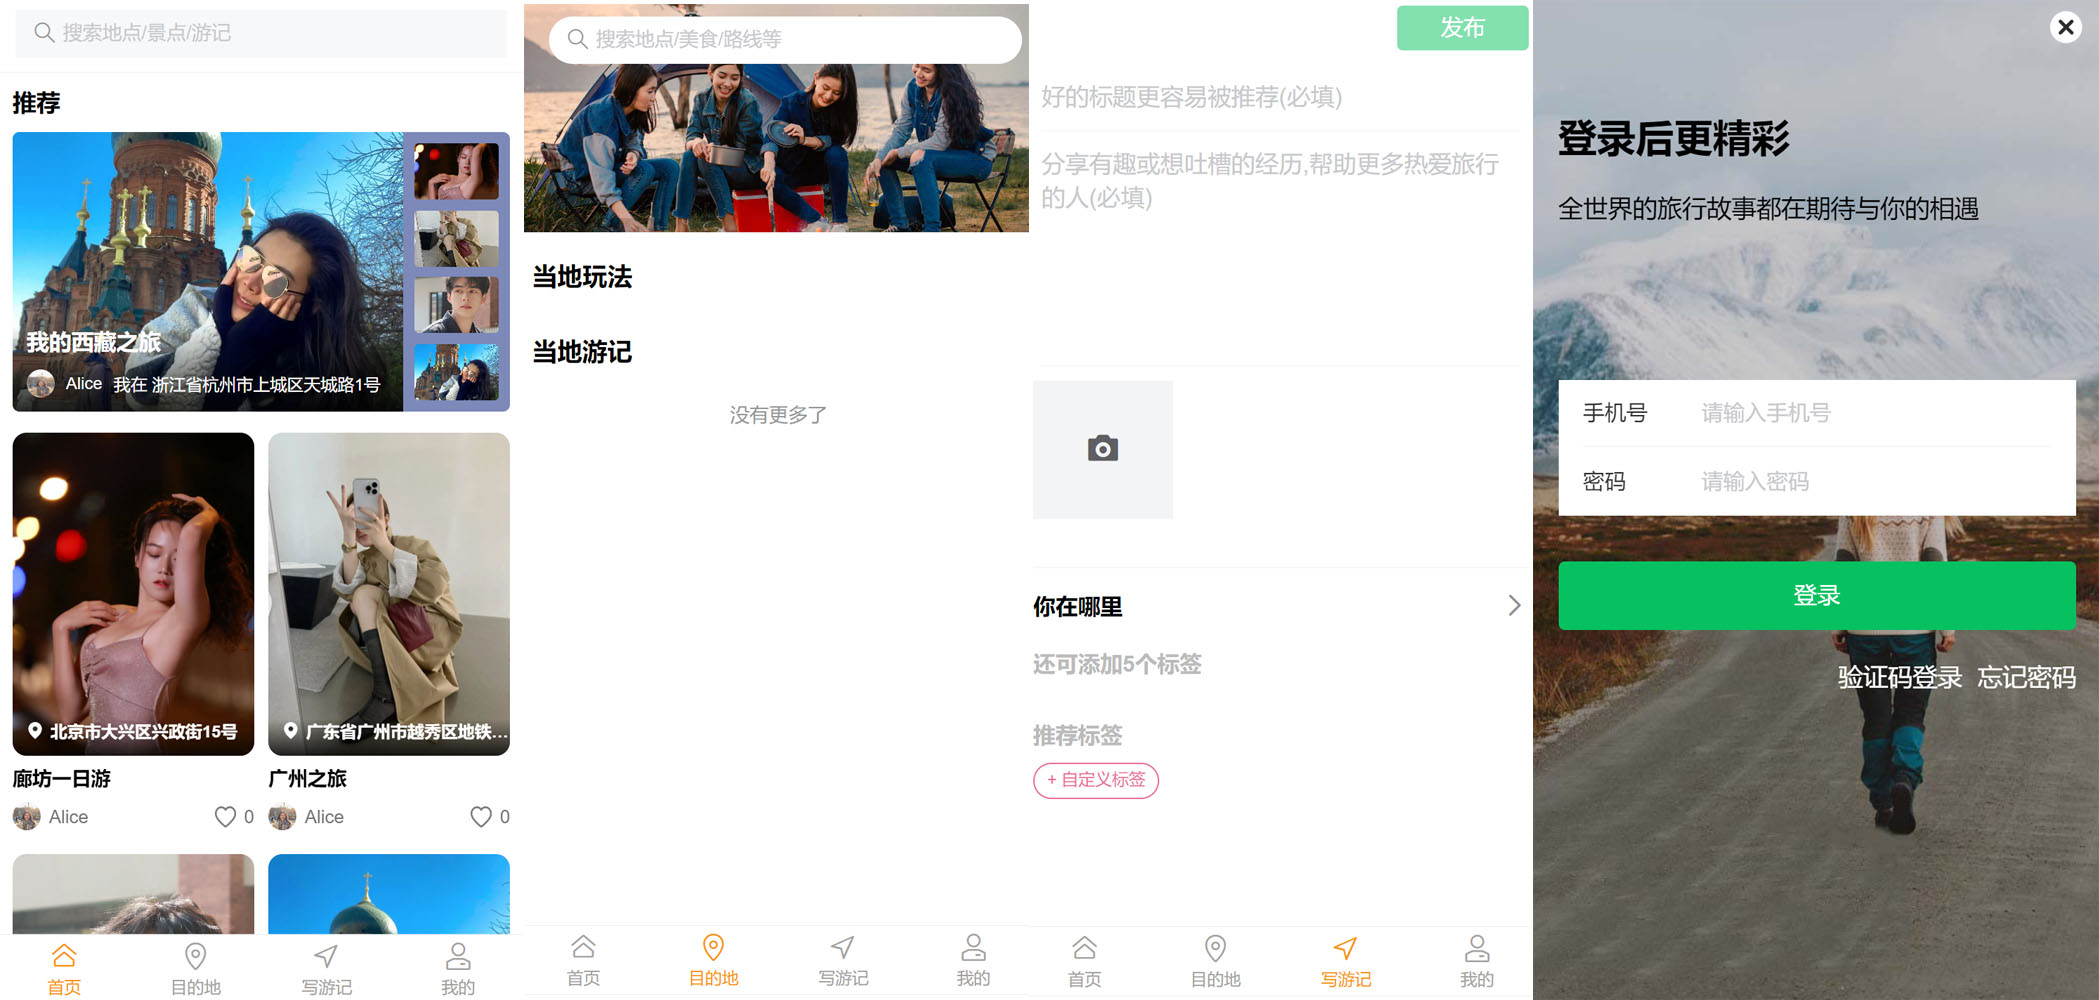 搜索地点/景点/游记
推荐
我的西藏之旅
Alice 我在 浙江省杭州市上城区天城路1号
北京市大兴区兴政街15号
广东省广州市越秀区地铁...
廊坊一日游
广州之旅
Alice 0
Alice 0
首页 目的地 写游记 我的
搜索地点/美食/路线等
当地玩法
当地游记
没有更多了
首页 目的地 写游记 我的
发布
好的标题更容易被推荐(必填)
分享有趣或想吐槽的经历,帮助更多热爱旅行
的人(必填)
你在哪里
还可添加5个标签
推荐标签
+ 自定义标签
首页 目的地 写游记 我的
登录后更精彩
全世界的旅行故事都在期待与你的相遇
手机号 请输入手机号
密码 请输入密码
登录
验证码登录 忘记密码